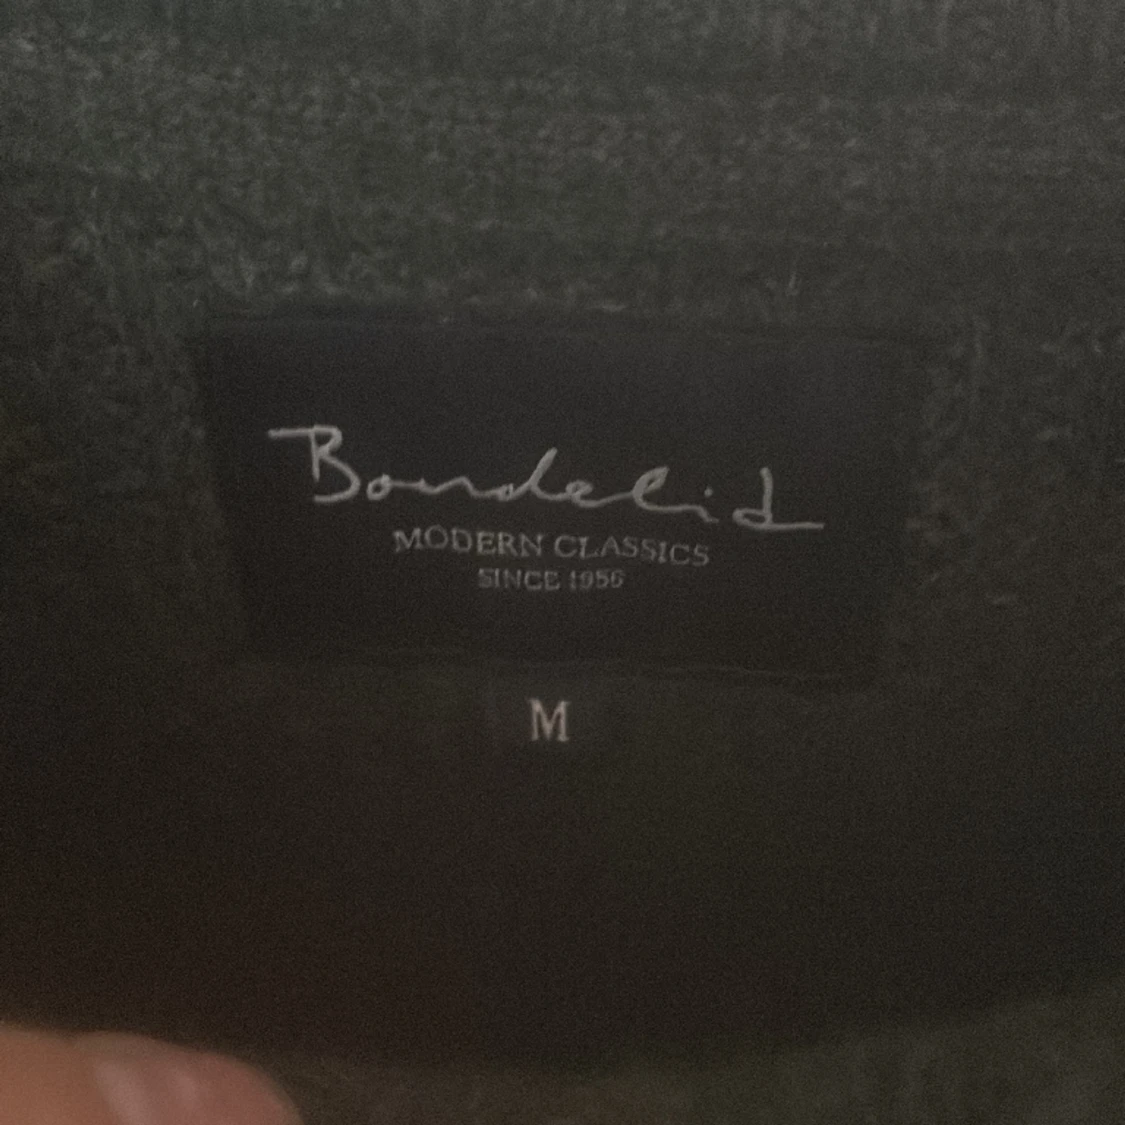 Bondelid
MODERN CLASSICS
SINCE 1956
M